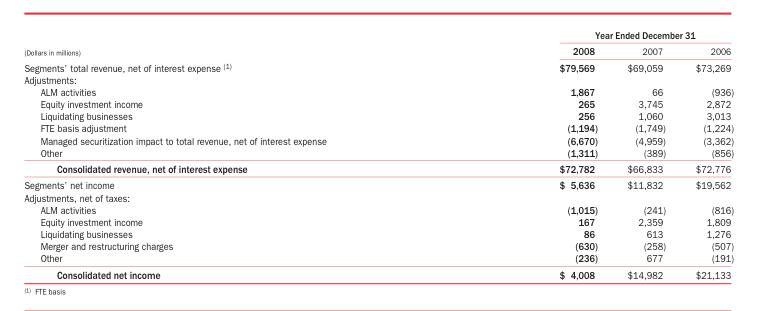 Year Ended December 31
(Dollars in millions) 2008 2007 2006
Segments' total revenue, net of interest expense (1) $79,569 $69,059 $73,269
Adjustments:
ALM activities 1,867 66 (936)
Equity investment income 265 3,745 2,872
Liquidating businesses 256 1,060 3,013
FTE basis adjustment (1,194) (1,749) (1,224)
Managed securitization impact to total revenue, net of interest expense (6,670) (4,959) (3,362)
Other (1,311) (389) (856)
Consolidated revenue, net of interest expense $72,782 $66,833 $72,776
Segments' net income $ 5,636 $11,832 $19,562
Adjustments, net of taxes:
ALM activities (1,015) (241) (816)
Equity investment income 167 2,359 1,809
Liquidating businesses 86 613 1,276
Merger and restructuring charges (630) (258) (507)
Other (236) 677 (191)
Consolidated net income $ 4,008 $14,982 $21,133
(1) FTE basis